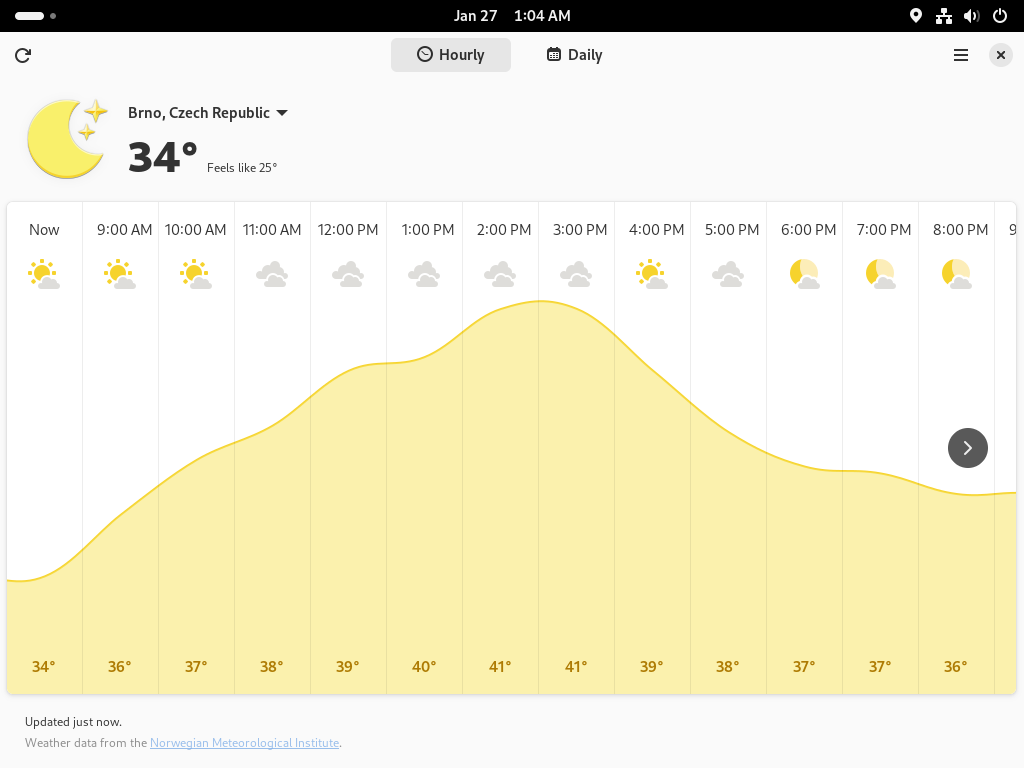 Jan 27 1:04 AM
Hourly Daily
Brno, Czech Republic
34° Feels like 25°
Now 9:00 AM 10:00 AM 11:00 AM 12:00 PM 1:00 PM 2:00 PM 3:00 PM 4:00 PM 5:00 PM 6:00 PM 7:00 PM 8:00 PM 9
34° 36° 37° 38° 39° 40° 41° 41° 39° 38° 37° 37° 36°
Updated just now.
Weather data from the Norwegian Meteorological Institute.